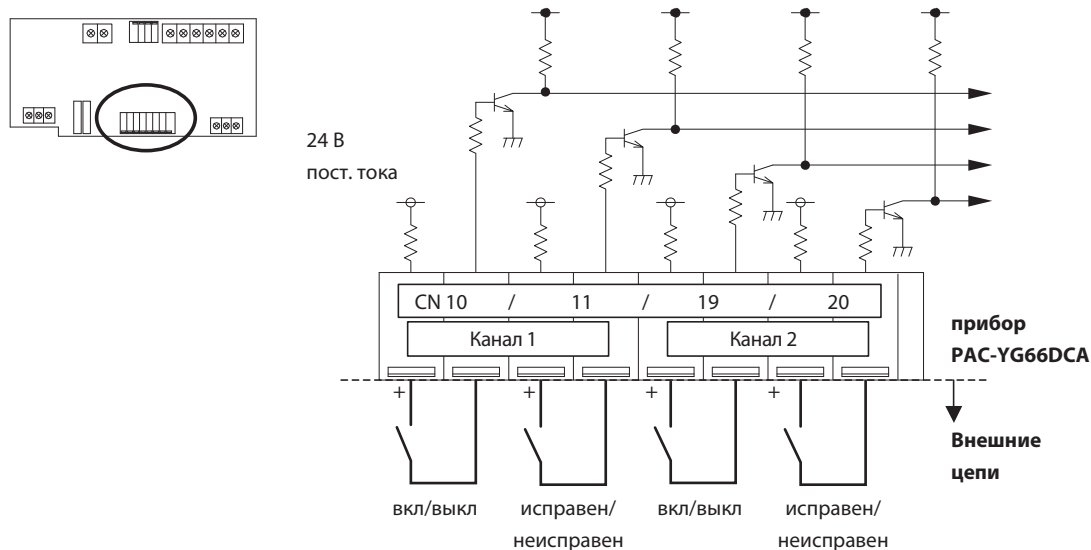 24 В
пост. тока
CN 10 / 11 / 19 / 20
Канал 1 Канал 2
прибор
PAC-YG66DCA
+ + + +
Внешние
цепи
вкл/выкл исправен/ вкл/выкл исправен/
неисправен неисправен